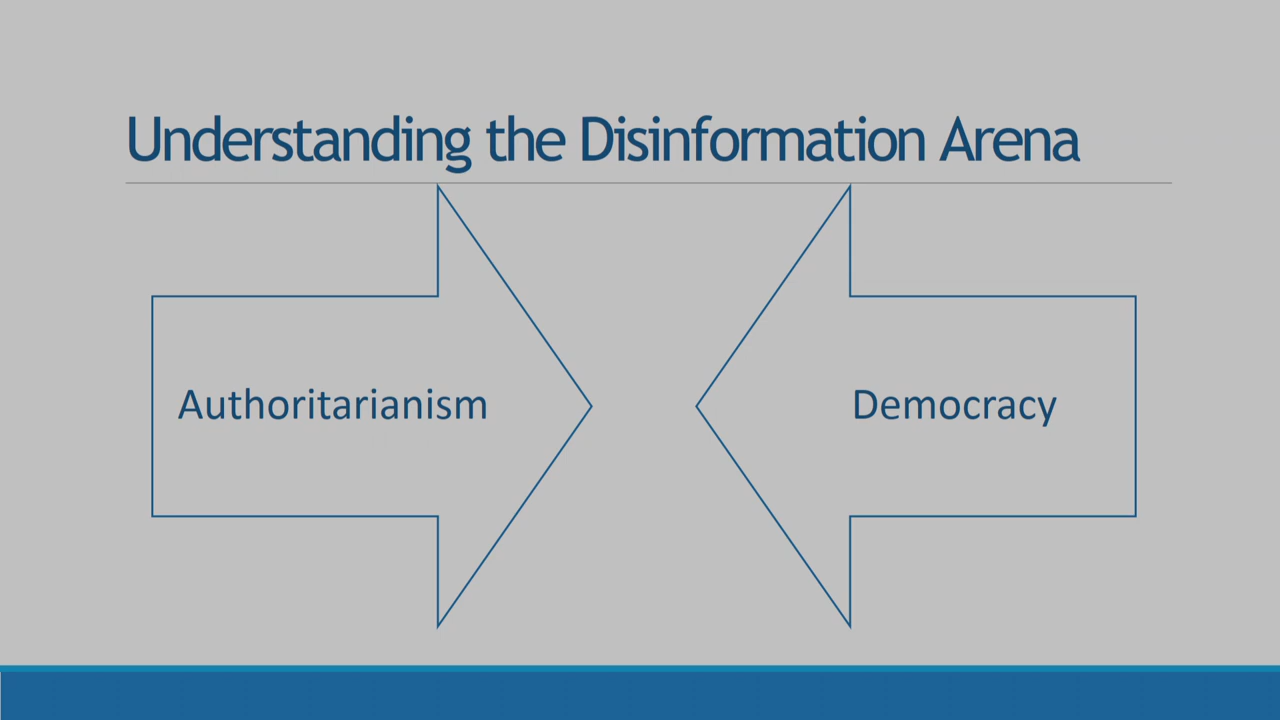 Understanding the Disinformation Arena
Authoritarianism
Democracy